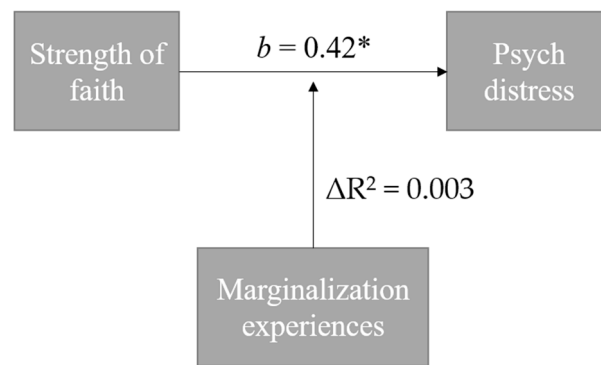 Strength of
faith
b = 0.42*
Psych
distress
ΔR² = 0.003
Marginalization
experiences